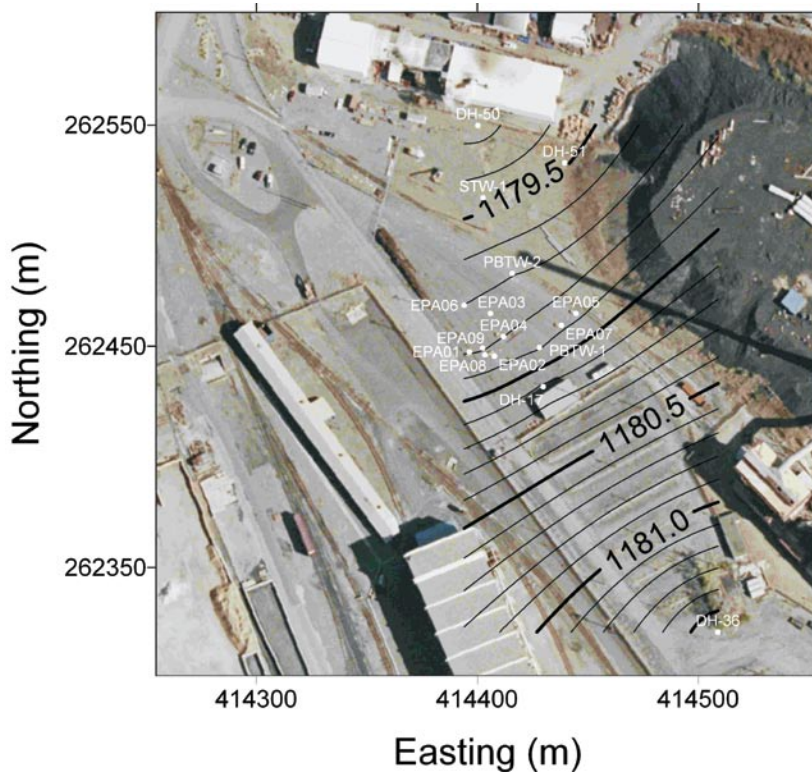 262550
DH-50
DH-51
STW-1
1179.5
PBTW-2
EPA06
EPA03
EPA05
EPA04
EPA07
262450
EPA09
EPA01
PBTW-1
EPA08
EPA02
DH-17
1180.5
1181.0
262350
DH-36
414300
414400
414500
Northing (m)
Easting (m)